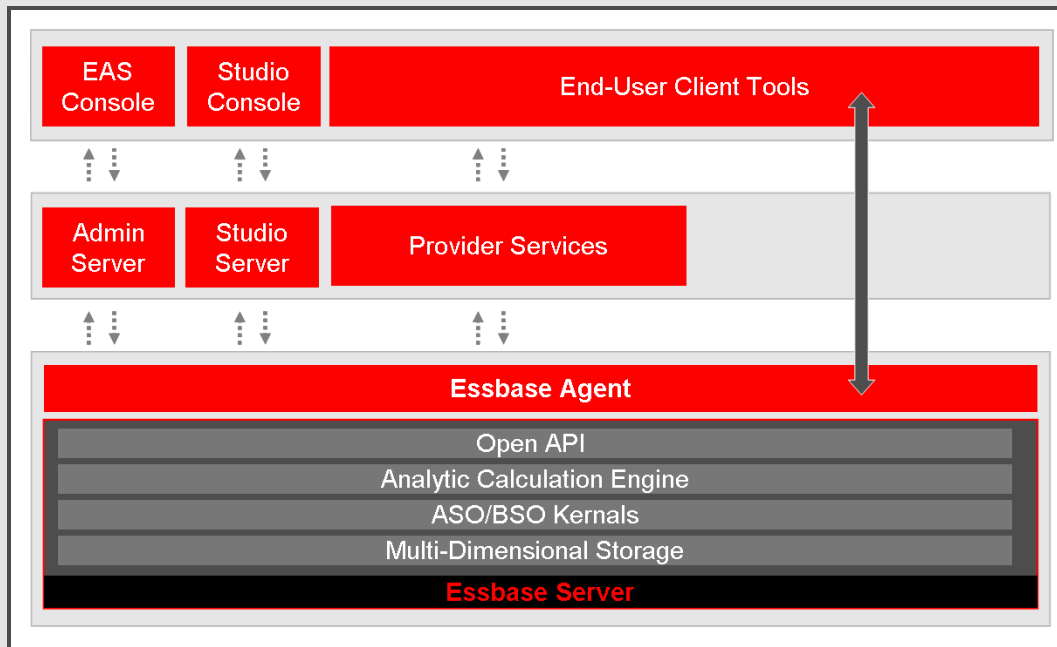 EAS
Console
Studio
Console
End-User Client Tools
Admin
Server
Studio
Server
Provider Services
Essbase Agent
Open API
Analytic Calculation Engine
ASO/BSO Kernals
Multi-Dimensional Storage
Essbase Server